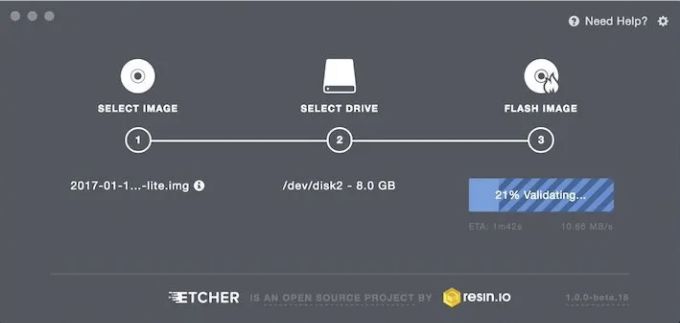 Need Help?
SELECT IMAGE
SELECT DRIVE
FLASH IMAGE
1
2
3
2017-01-1...-lite.img
/dev/disk2 - 8.0 GB
21% Validating...
ETA: 1m42s
10.66 MB/s
ETCHER IS AN OPEN SOURCE PROJECT BY resin.io
1.0.0-beta.18